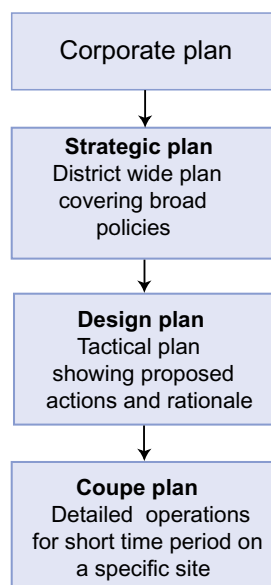 Corporate plan
Strategic plan
District wide plan
covering broad
policies
Design plan
Tactical plan
showing proposed
actions and rationale
Coupe plan
Detailed operations
for short time period on
a specific site